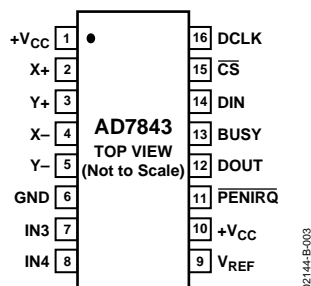 +VCC 1
X+ 2
Y+ 3
X– 4
Y– 5
GND 6
IN3 7
IN4 8
AD7843
TOP VIEW
(Not to Scale)
16 DCLK
15 CS
14 DIN
13 BUSY
12 DOUT
11 PENIRQ
10 +VCC
9 VREF
02144-B-003